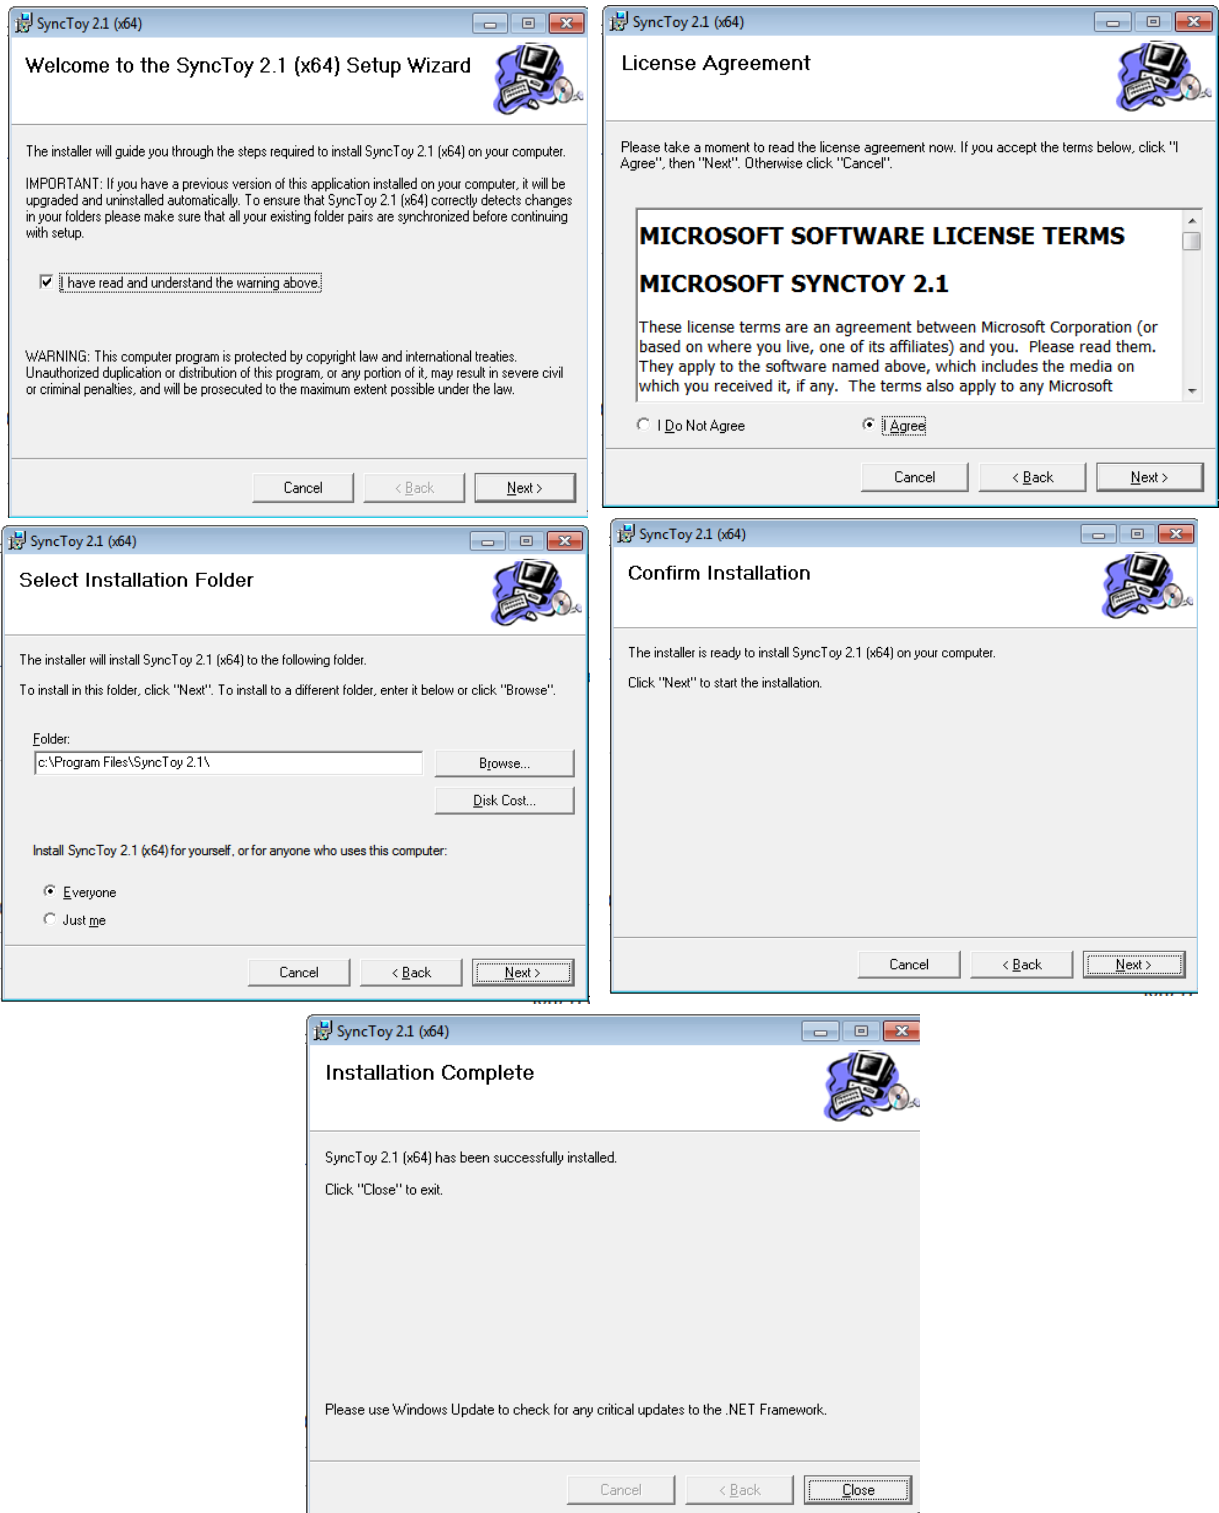 SyncToy 2.1 (x64)
Welcome to the SyncToy 2.1 (x64) Setup Wizard
The installer will guide you through the steps required to install SyncToy 2.1 (x64) on your computer.
IMPORTANT: If you have a previous version of this application installed on your computer, it will be
upgraded and uninstalled automatically. To ensure that SyncToy 2.1 (x64) correctly detects changes
in your folders please make sure that all your existing folder pairs are synchronized before continuing
with setup.
I have read and understand the warning above.
WARNING: This computer program is protected by copyright law and international treaties.
Unauthorized duplication or distribution of this program, or any portion of it, may result in severe civil
or criminal penalties, and will be prosecuted to the maximum extent possible under the law.
Cancel
< Back
Next >
SyncToy 2.1 (x64)
License Agreement
Please take a moment to read the license agreement now. If you accept the terms below, click "I
Agree", then "Next". Otherwise click "Cancel".
MICROSOFT SOFTWARE LICENSE TERMS
MICROSOFT SYNCTOY 2.1
These license terms are an agreement between Microsoft Corporation (or
based on where you live, one of its affiliates) and you.  Please read them.
They apply to the software named above, which includes the media on
which you received it, if any.  The terms also apply to any Microsoft
I Do Not Agree
I Agree
Cancel
< Back
Next >
SyncToy 2.1 (x64)
Select Installation Folder
The installer will install SyncToy 2.1 (x64) to the following folder.
To install in this folder, click "Next". To install to a different folder, enter it below or click "Browse".
Folder:
c:\Program Files\SyncToy 2.1\
Browse...
Disk Cost...
Install SyncToy 2.1 (x64) for yourself, or for anyone who uses this computer:
Everyone
Just me
Cancel
< Back
Next >
SyncToy 2.1 (x64)
Confirm Installation
The installer is ready to install SyncToy 2.1 (x64) on your computer.
Click "Next" to start the installation.
Cancel
< Back
Next >
SyncToy 2.1 (x64)
Installation Complete
SyncToy 2.1 (x64) has been successfully installed.
Click "Close" to exit.
Please use Windows Update to check for any critical updates to the .NET Framework.
Cancel
< Back
Close